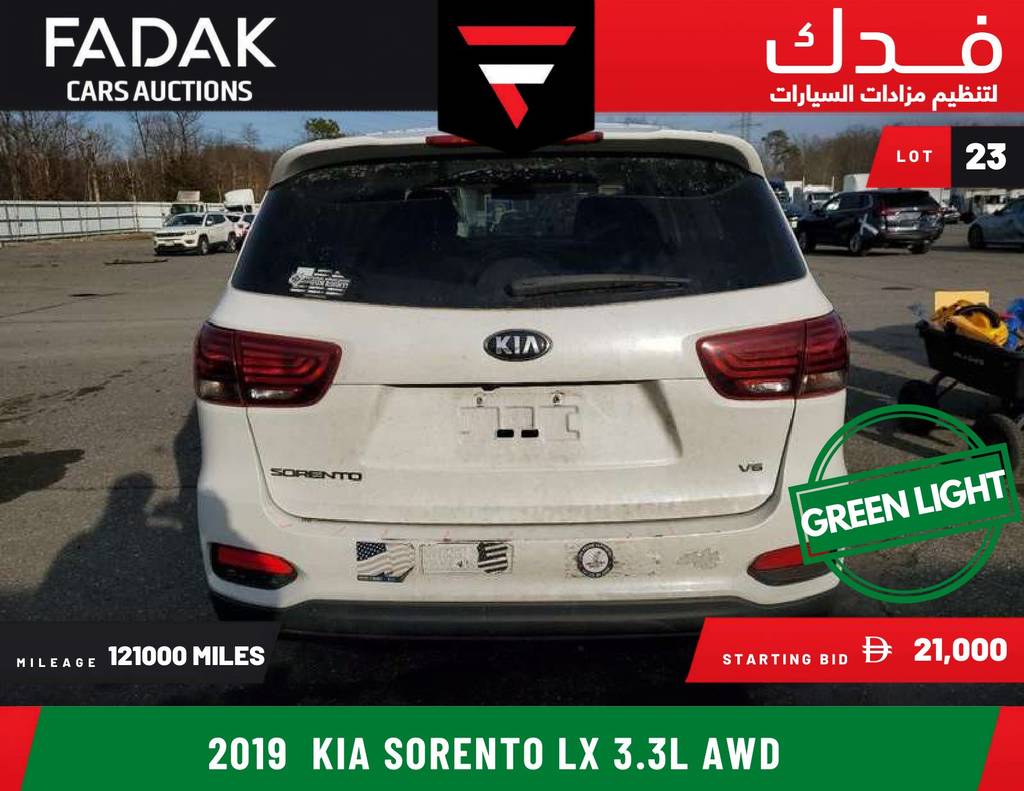 FADAK
CARS AUCTIONS
فدك
لتنظيم مزادات السيارات
LOT 23
KIA
SORENTO
V6
GREEN LIGHT
MILEAGE 121000 MILES
STARTING BID 21,000
2019 KIA SORENTO LX 3.3L AWD